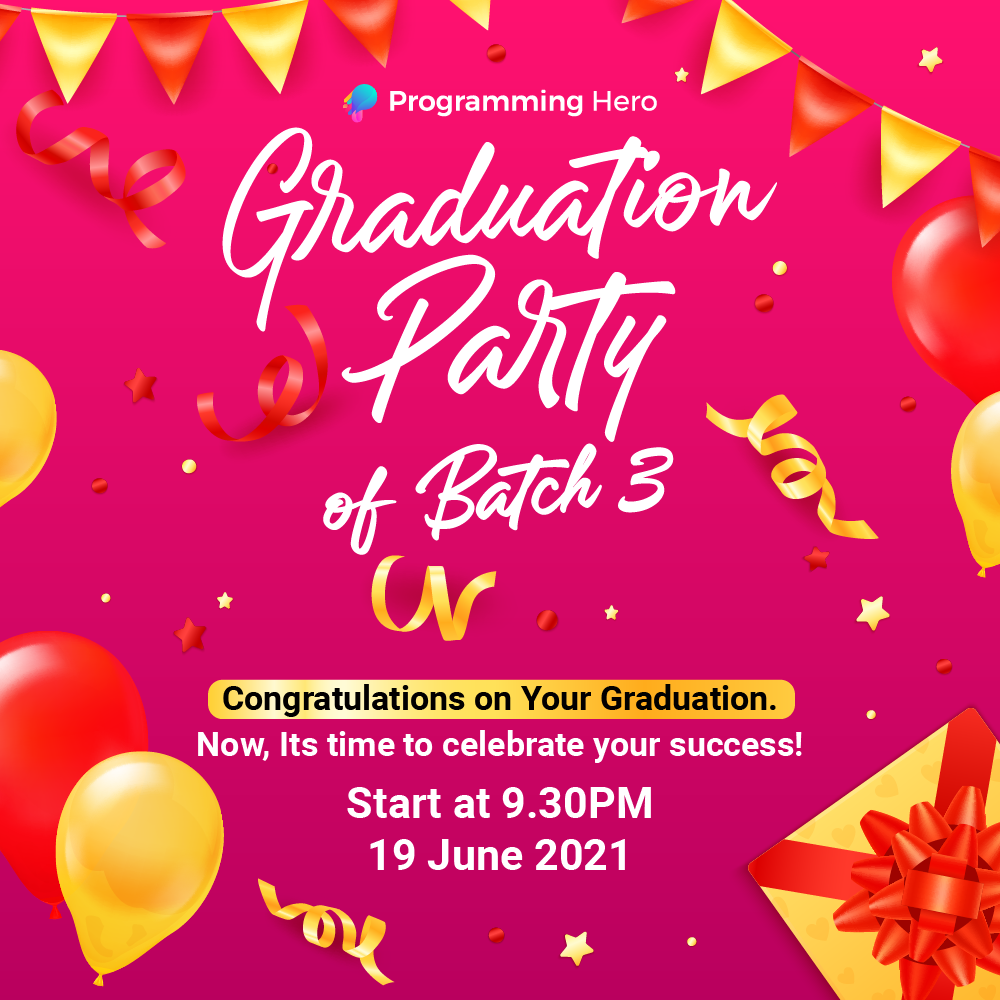 Programming Hero
Graduation
Party
of Batch 3
Congratulations on Your Graduation.
Now, Its time to celebrate your success!
Start at 9.30PM
19 June 2021